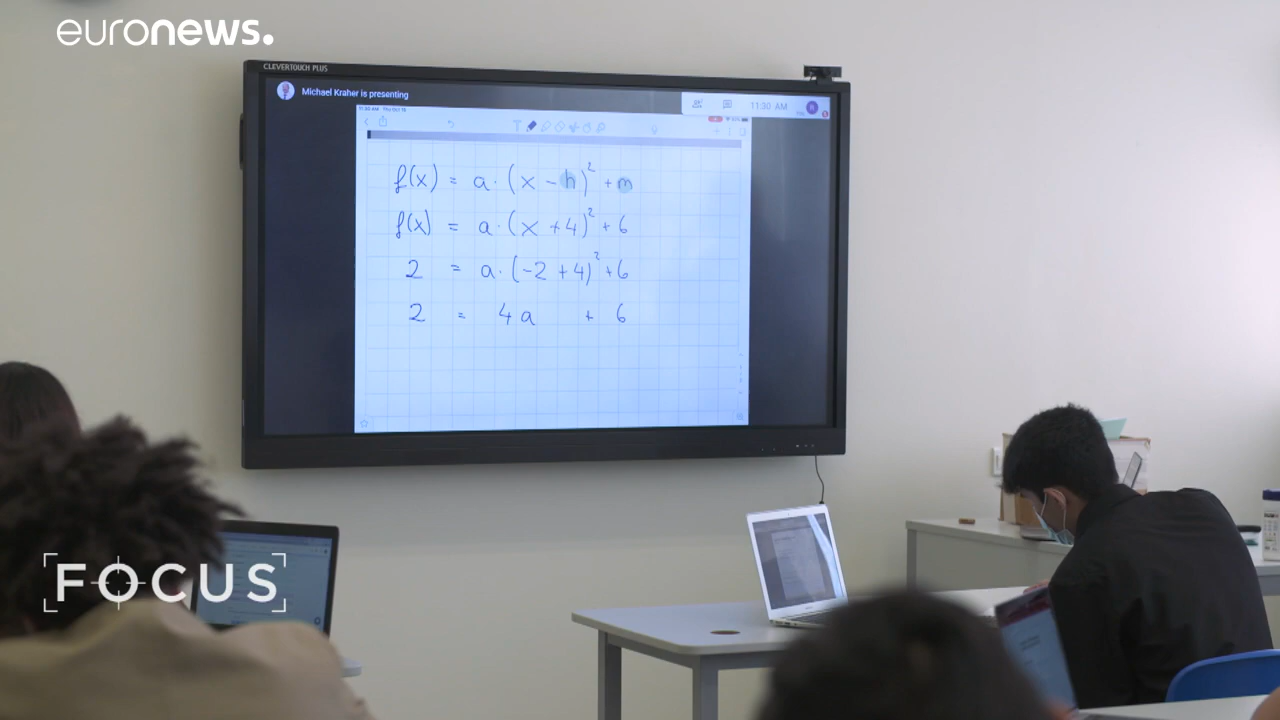 euronews.
CLEVERTOUCH PLUS
Michael Kraher is presenting
11:30 AM
f(x) = a · (x - h)² + m
f(x) = a · (x + 4)² + 6
2 = a · (-2 + 4)² + 6
2 = 4a + 6
FOCUS